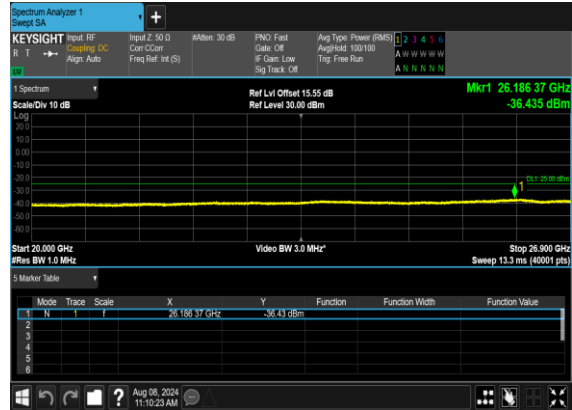 Spectrum Analyzer 1
Swept SA
+
KEYSIGHT Input: RF Input Z: 50 Ω #Atten: 30 dB PNO: Fast Avg Type: Power (RMS) 1 2 3 4 5 6
R T Coupling: DC Corr CCorr Gate: Off Avg|Hold: 100/100 A W W W W W
Align: Auto Freq Ref: Int (S) IF Gain: Low Trig: Free Run
Sig Track: Off A N N N N N
1 Spectrum Ref Lvl Offset 15.55 dB Mkr1 26.186 37 GHz
Scale/Div 10 dB Ref Level 30.00 dBm -36.435 dBm
Log
20.0
10.0
0.00
-10.0
-20.0 DL1 -25.00 dBm
-30.0 1
-40.0
-50.0
-60.0
Start 20.000 GHz Video BW 3.0 MHz* Stop 26.900 GHz
#Res BW 1.0 MHz Sweep 13.3 ms (40001 pts)
5 Marker Table
Mode Trace Scale X Y Function Function Width Function Value
1 N 1 f 26.186 37 GHz -36.43 dBm
2
3
4
5
6
? Aug 08, 2024
11:10:23 AM